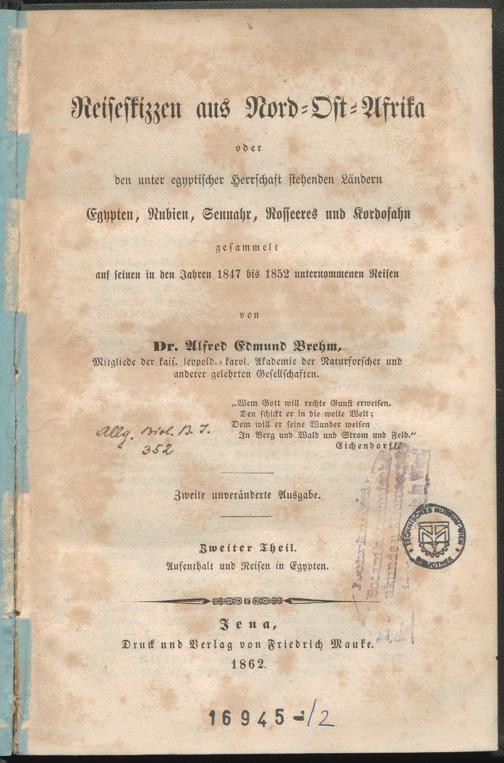 Reiseskizzen aus Nord-Ost-Afrika
oder
den unter egyptischer Herrschaft stehenden Ländern
Egypten, Nubien, Sennahr, Rosseeres und Kordofahn
gesammelt
auf seinen in den Jahren 1847 bis 1852 unternommenen Reisen
von
Dr. Alfred Edmund Brehm,
Mitgliede der kais. leopold.-karol. Akademie der Naturforscher und
anderer gelehrten Gesellschaften.
„Wem Gott will rechte Gunst erweisen,
Den schickt er in die weite Welt;
Dem will er seine Wunder weisen
In Berg und Wald und Strom und Feld."
Eichendorff.
Allg. Biol. B. I.
352
Zweite unveränderte Ausgabe.
Zweiter Theil.
Aufenthalt und Reisen in Egypten.
TECHNISCHES MUSEUM WIEN
BIBLIOTHEK
Jena,
Druck und Verlag von Friedrich Mauke.
1862.
16945-/2